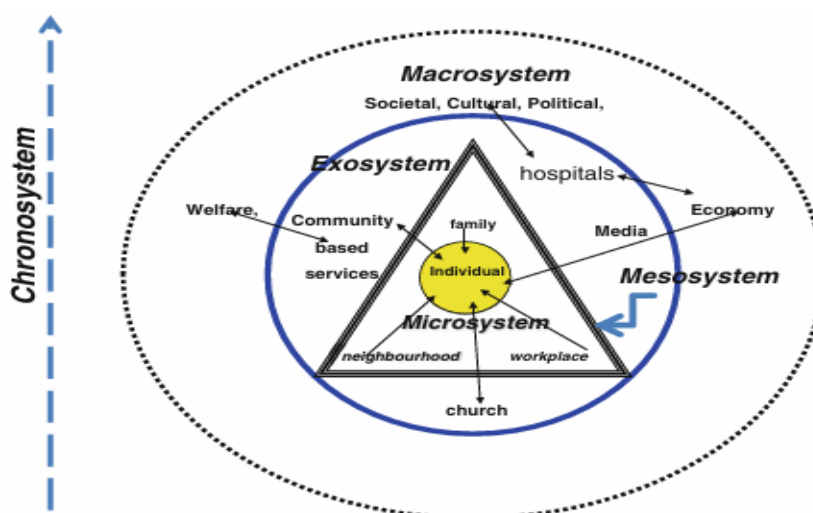 Chronosystem
Macrosystem
Societal, Cultural, Political,
Exosystem
hospitals
Welfare,
Community
based
services
family
Media
Economy
Individual
Mesosystem
Microsystem
neighbourhood
workplace
church